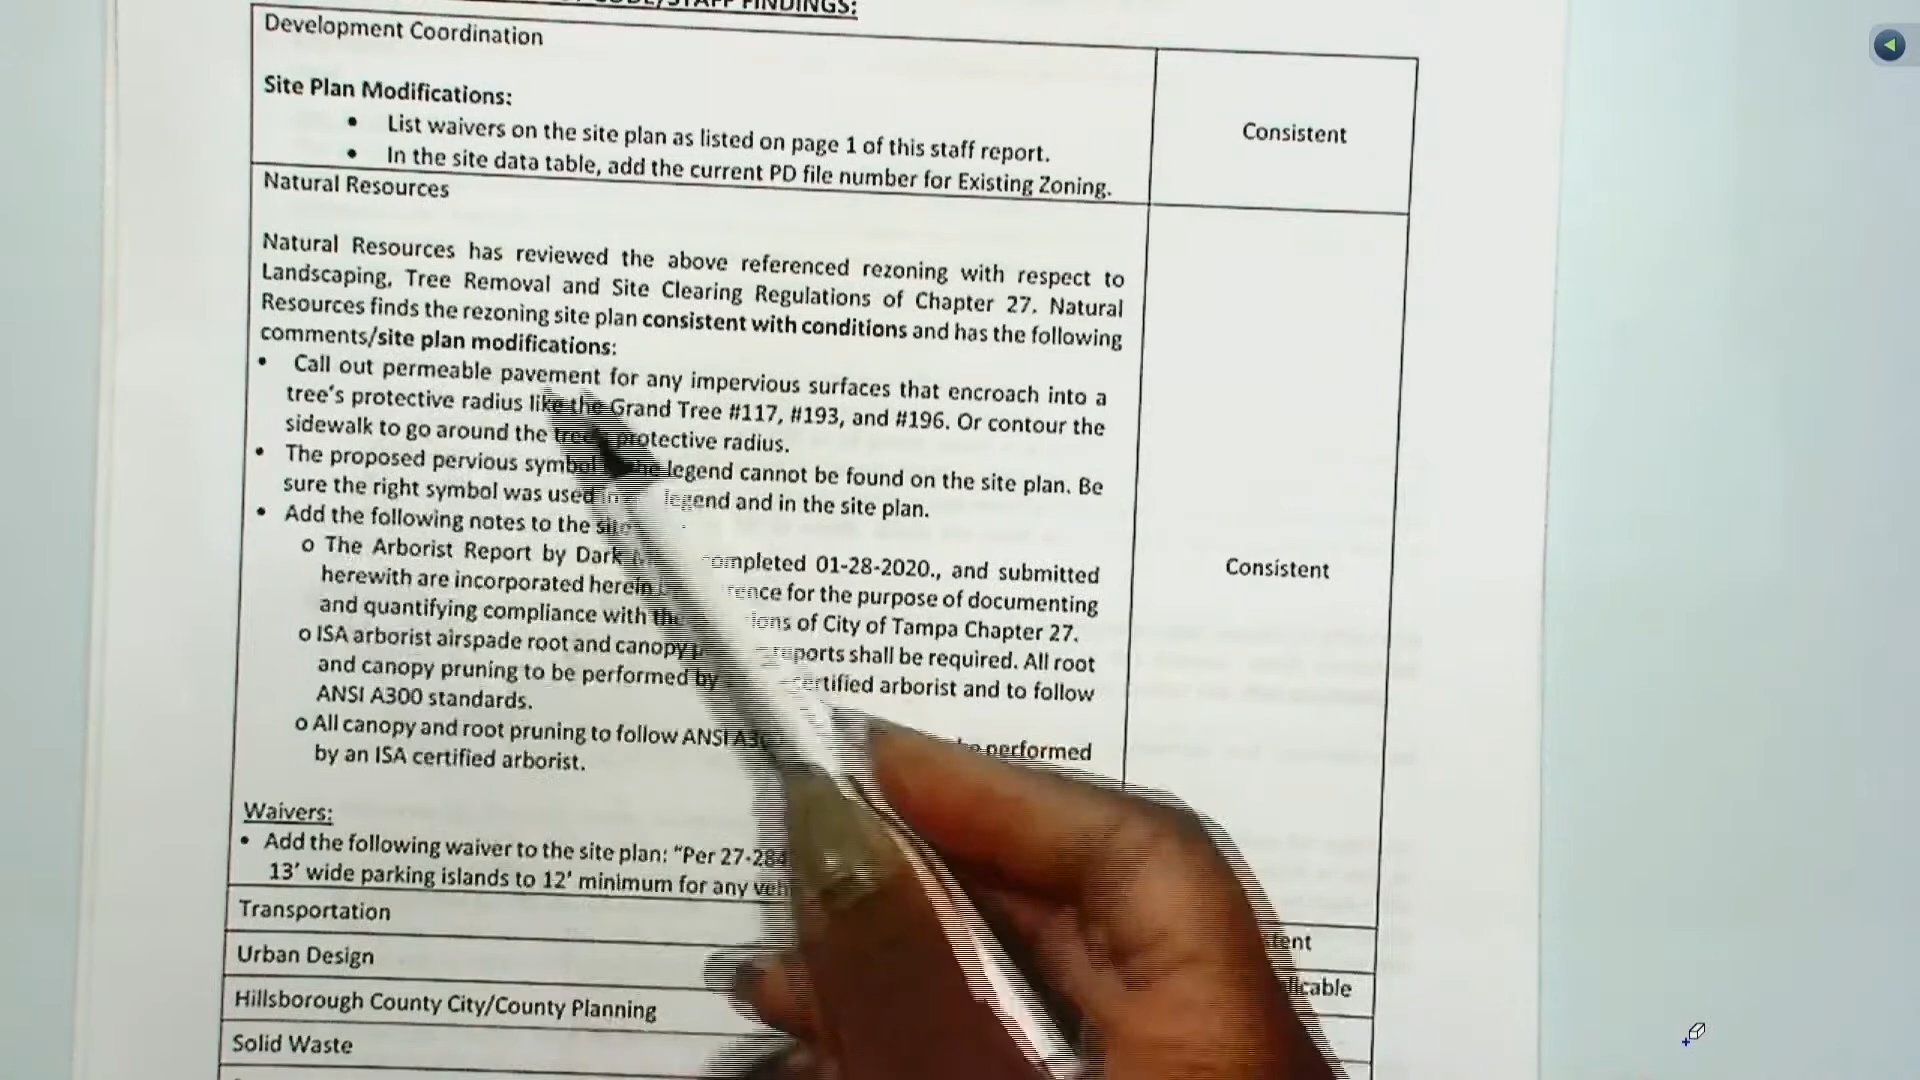 CODE/STAFF FINDINGS:
Development Coordination
Site Plan Modifications:
• List waivers on the site plan as listed on page 1 of this staff report.
• In the site data table, add the current PD file number for Existing Zoning.
Consistent
Natural Resources
Natural Resources has reviewed the above referenced rezoning with respect to
Landscaping, Tree Removal and Site Clearing Regulations of Chapter 27. Natural
Resources finds the rezoning site plan consistent with conditions and has the following
comments/site plan modifications:
• Call out permeable pavement for any impervious surfaces that encroach into a
tree's protective radius like the Grand Tree #117, #193, and #196. Or contour the
sidewalk to go around the protective radius.
• The proposed pervious symbol legend cannot be found on the site plan. Be
sure the right symbol was used legend and in the site plan.
• Add the following notes to the site
o The Arborist Report by Dark completed 01-28-2020., and submitted
herewith are incorporated herein for the purpose of documenting
and quantifying compliance with the of City of Tampa Chapter 27.
o ISA arborist airspade root and canopy reports shall be required. All root
and canopy pruning to be performed by certified arborist and to follow
ANSI A300 standards.
o All canopy and root pruning to follow ANSI performed
by an ISA certified arborist.
Consistent
Waivers:
• Add the following waiver to the site plan: "Per 27-284
13' wide parking islands to 12' minimum for any
Transportation
Urban Design
Hillsborough County City/County Planning
Solid Waste